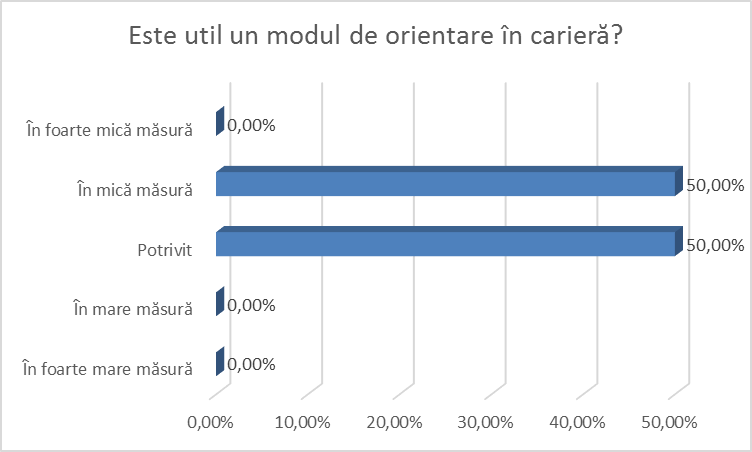 Este util un modul de orientare în carieră?
În foarte mică măsură 0,00%
În mică măsură 50,00%
Potrivit 50,00%
În mare măsură 0,00%
În foarte mare măsură 0,00%
0,00% 10,00% 20,00% 30,00% 40,00% 50,00%